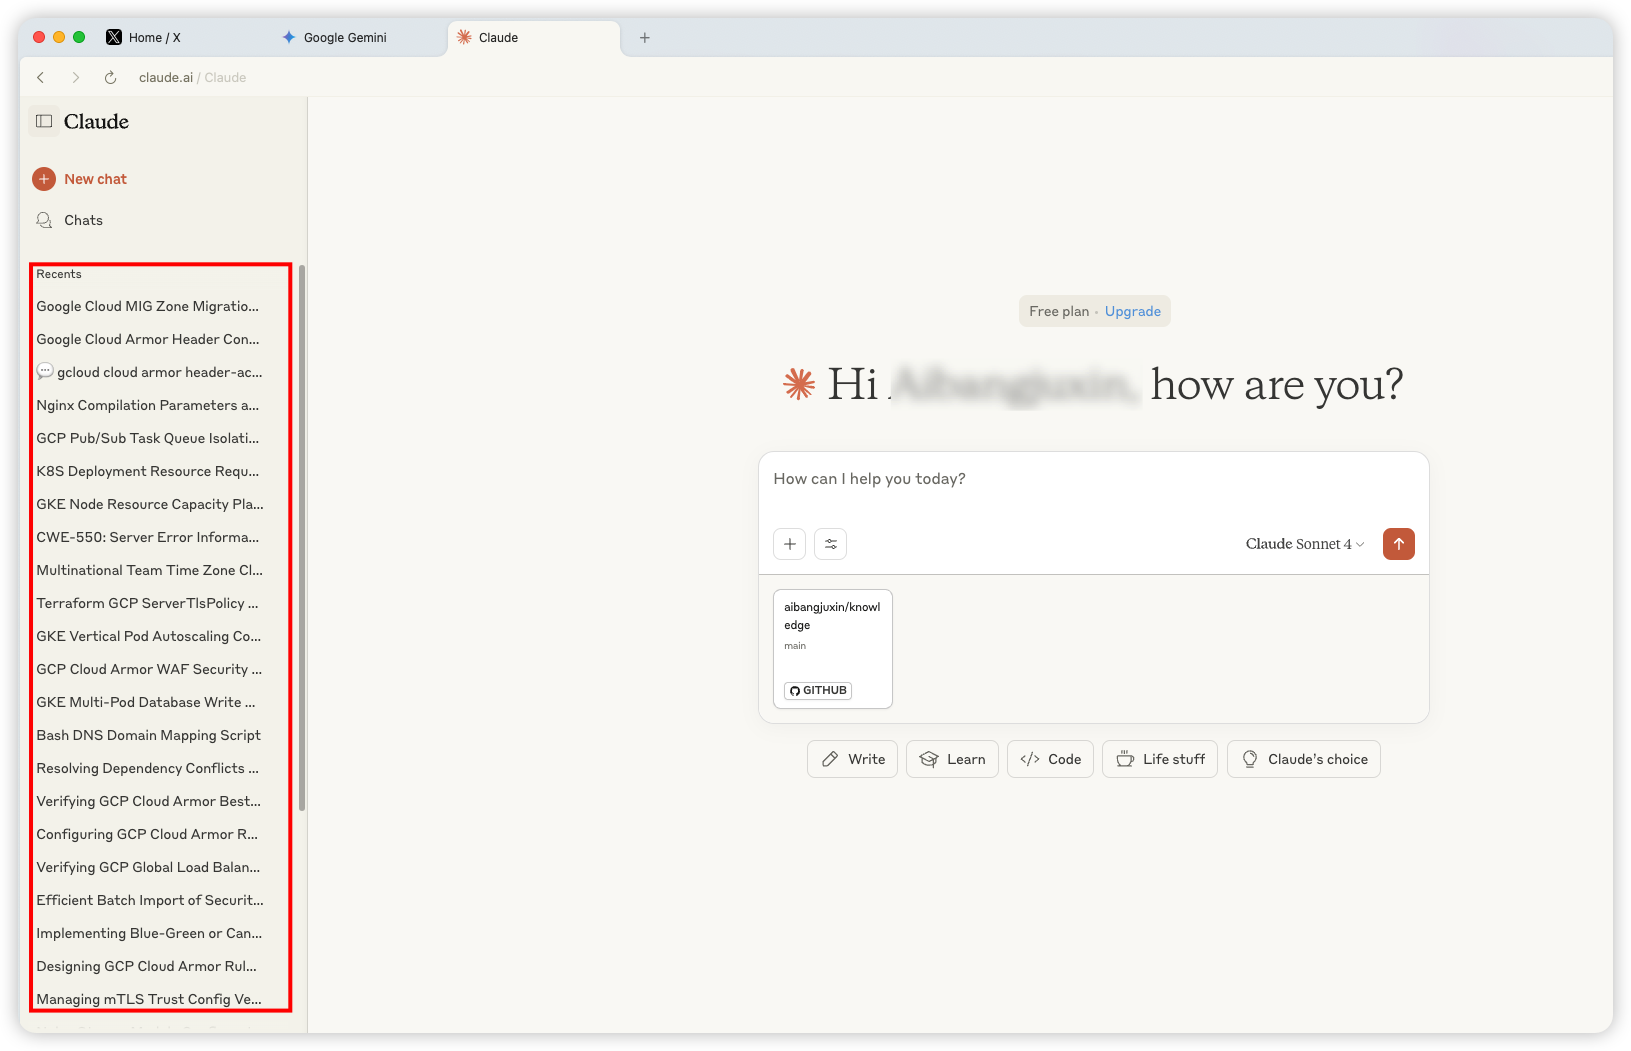 Home / X
Google Gemini
Claude
claude.ai / Claude
Claude
New chat
Chats
Recents
Google Cloud MIG Zone Migratio...
Google Cloud Armor Header Con...
gcloud cloud armor header-ac...
Nginx Compilation Parameters a...
GCP Pub/Sub Task Queue Isolati...
K8S Deployment Resource Requ...
GKE Node Resource Capacity Pla...
CWE-550: Server Error Informa...
Multinational Team Time Zone Cl...
Terraform GCP ServerTlsPolicy ...
GKE Vertical Pod Autoscaling Co...
GCP Cloud Armor WAF Security ...
GKE Multi-Pod Database Write ...
Bash DNS Domain Mapping Script
Resolving Dependency Conflicts ...
Verifying GCP Cloud Armor Best...
Configuring GCP Cloud Armor R...
Verifying GCP Global Load Balan...
Efficient Batch Import of Securit...
Implementing Blue-Green or Can...
Designing GCP Cloud Armor Rul...
Managing mTLS Trust Config Ve...
Free plan • Upgrade
Hi how are you?
How can I help you today?
Claude Sonnet 4
aibangjuxin/knowl
edge
main
GITHUB
Write
Learn
Code
Life stuff
Claude's choice